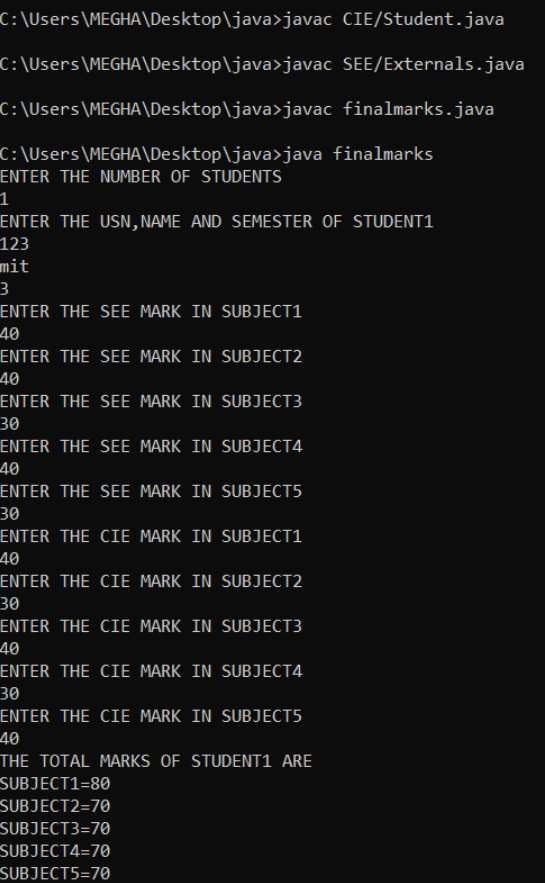 C:\Users\MEGHA\Desktop\java>javac CIE/Student.java
C:\Users\MEGHA\Desktop\java>javac SEE/Externals.java
C:\Users\MEGHA\Desktop\java>javac finalmarks.java
C:\Users\MEGHA\Desktop\java>java finalmarks
ENTER THE NUMBER OF STUDENTS
1
ENTER THE USN,NAME AND SEMESTER OF STUDENT1
123
mit
3
ENTER THE SEE MARK IN SUBJECT1
40
ENTER THE SEE MARK IN SUBJECT2
40
ENTER THE SEE MARK IN SUBJECT3
30
ENTER THE SEE MARK IN SUBJECT4
40
ENTER THE SEE MARK IN SUBJECT5
30
ENTER THE CIE MARK IN SUBJECT1
40
ENTER THE CIE MARK IN SUBJECT2
30
ENTER THE CIE MARK IN SUBJECT3
40
ENTER THE CIE MARK IN SUBJECT4
30
ENTER THE CIE MARK IN SUBJECT5
40
THE TOTAL MARKS OF STUDENT1 ARE
SUBJECT1=80
SUBJECT2=70
SUBJECT3=70
SUBJECT4=70
SUBJECT5=70